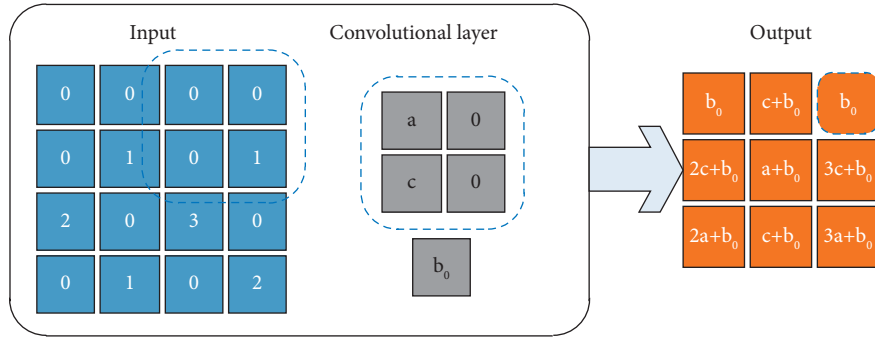 Input
Convolutional layer
Output
0 0 0 0
0 1 0 1
2 0 3 0
0 1 0 2
a 0
c 0
b₀
b₀ c+b₀ b₀
2c+b₀ a+b₀ 3c+b₀
2a+b₀ c+b₀ 3a+b₀